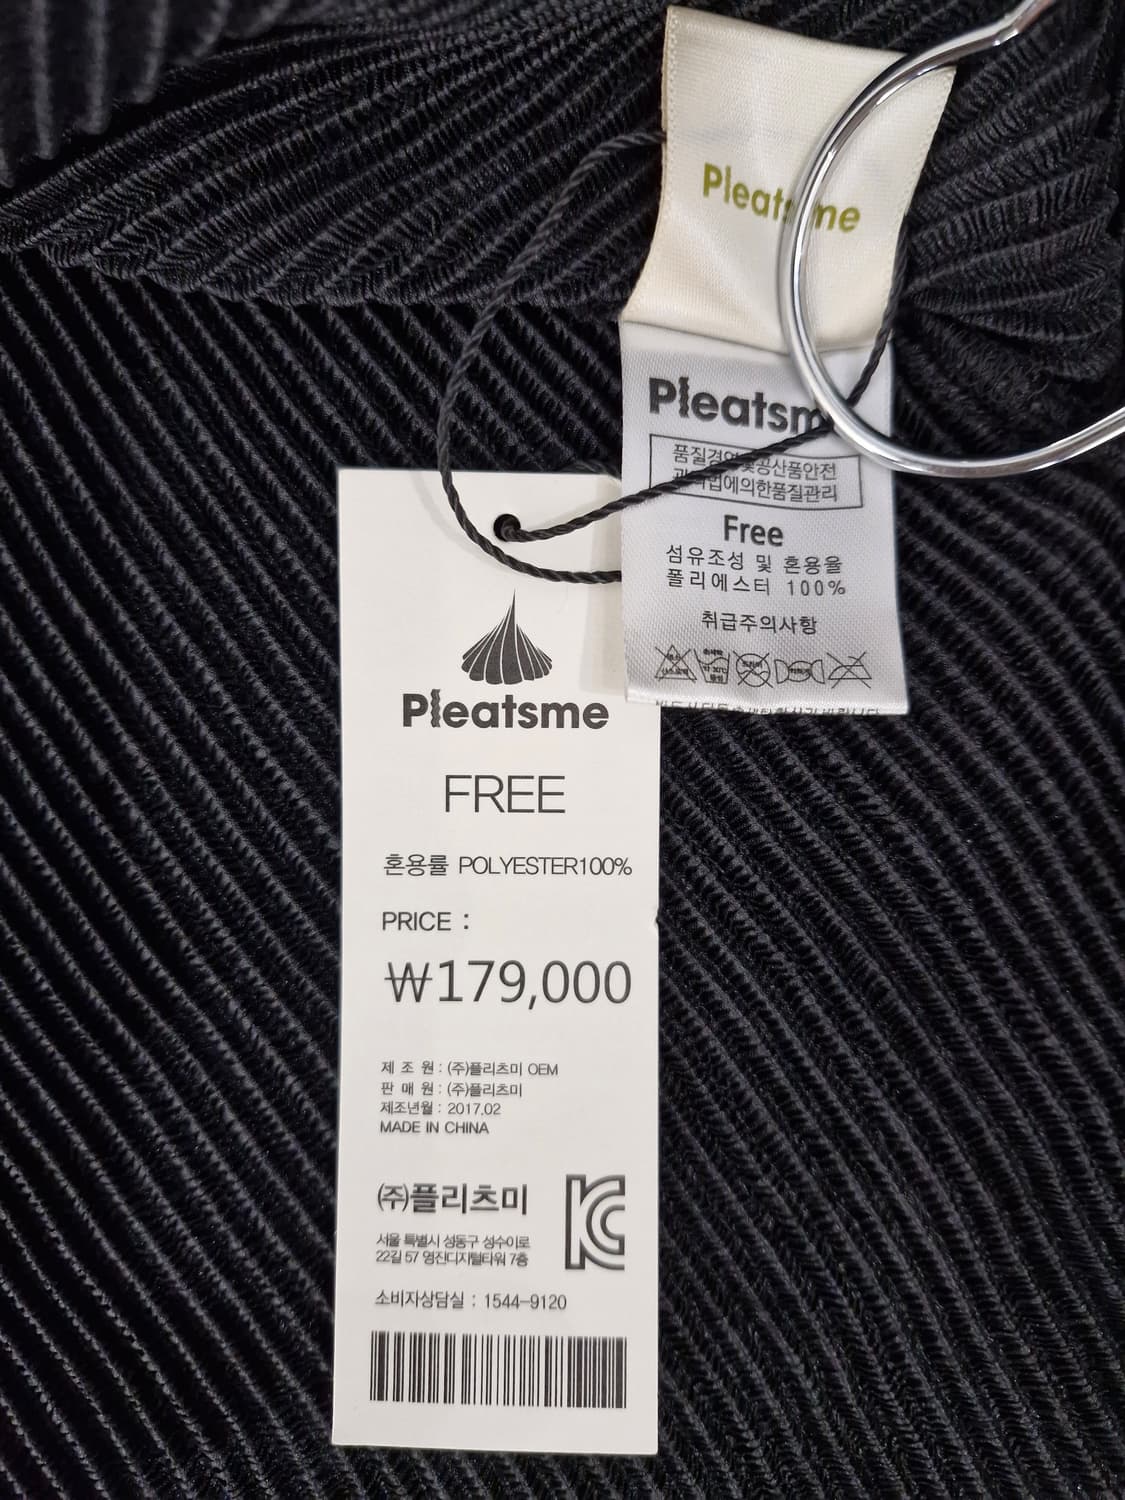 Pleatsme
Pleatsm
품질경영및공산품안전
관리법에의한품질관리
Free
섬유조성 및 혼용율
폴리에스터 100%
취급주의사항
Pleatsme
FREE
혼용률 POLYESTER100%
PRICE :
₩179,000
제 조 원 : (주)플리츠미 OEM
판 매 원 : (주)플리츠미
제조년월 : 2017.02
MADE IN CHINA
㈜플리츠미
서울 특별시 성동구 성수이로
22길 57 영진디지털타워 7층
소비자상담실 : 1544-9120